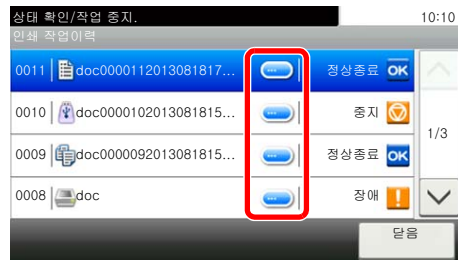 상태 확인/작업 중지. 10:10
인쇄 작업이력
0011 doc0000112013081817... ... 정상종료 OK
0010 doc0000102013081815... ... 중지
0009 doc0000092013081815... ... 정상종료 OK
0008 doc ... 장애 !
1/3
닫음